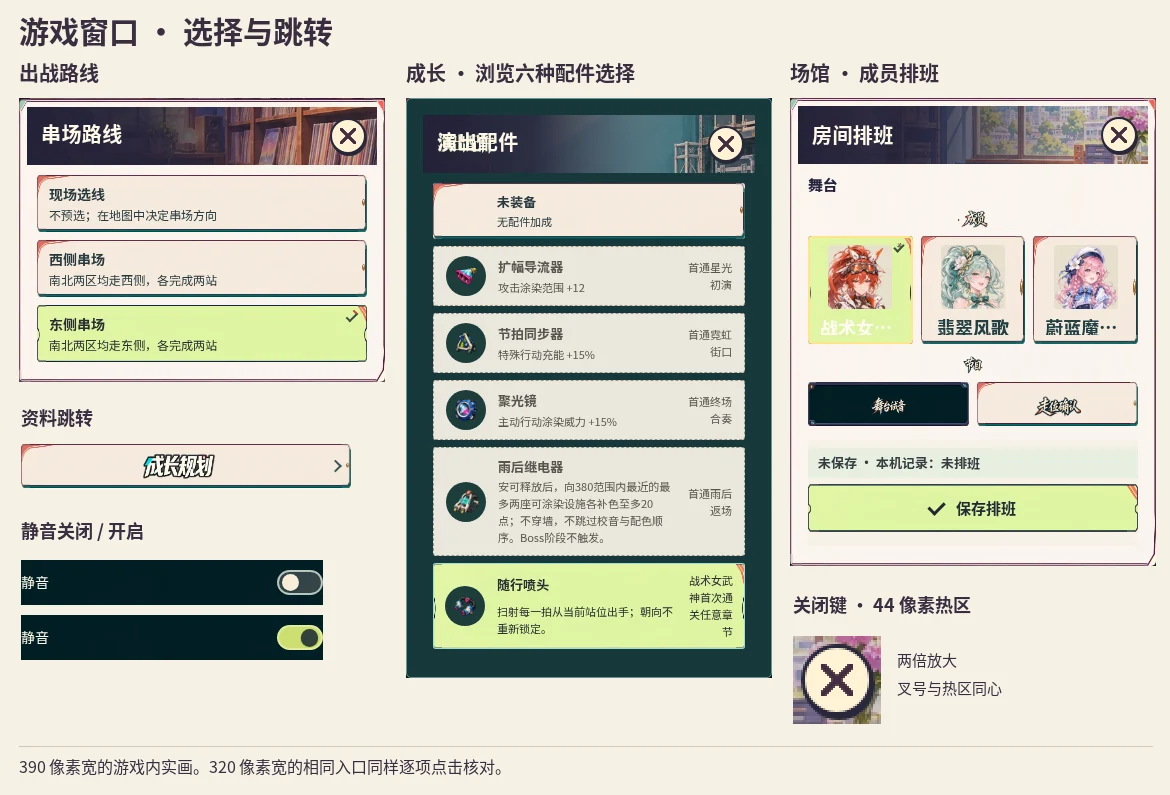 游戏窗口 · 选择与跳转
出战路线
串场路线
现场选线
不预选；在地图中决定串场方向
西侧串场
南北两区均走西侧，各完成两站
东侧串场
南北两区均走东侧，各完成两站
资料跳转
成长规划
静音关闭 / 开启
静音
静音
成长 · 浏览六种配件选择
配件
未装备
无配件加成
扩幅导流器
攻击涂染范围 +12
首通星光
初演
节拍同步器
特殊行动充能 +15%
首通霓虹
街口
聚光镜
主动行动涂染威力 +15%
首通终场
合奏
雨后继电器
安可释放后，向380范围内最近的最
多两座可涂染设施各补色至多20
点；不穿墙，不跳过校音与配色顺
序。Boss阶段不触发。
首通雨后
返场
随行喷头
扫射每一拍从当前站位出手；朝向不
重新锁定。
战术女武
神首次通
关任意章
节
场馆 · 成员排班
房间排班
舞台
· 成员
战术女…
翡翠风歌
蔚蓝魔…
节目
舞台试音
走位确认
未保存 · 本机记录：未排班
保存排班
关闭键 · 44 像素热区
两倍放大
叉号与热区同心
390 像素宽的游戏内实画。320 像素宽的相同入口同样逐项点击核对。